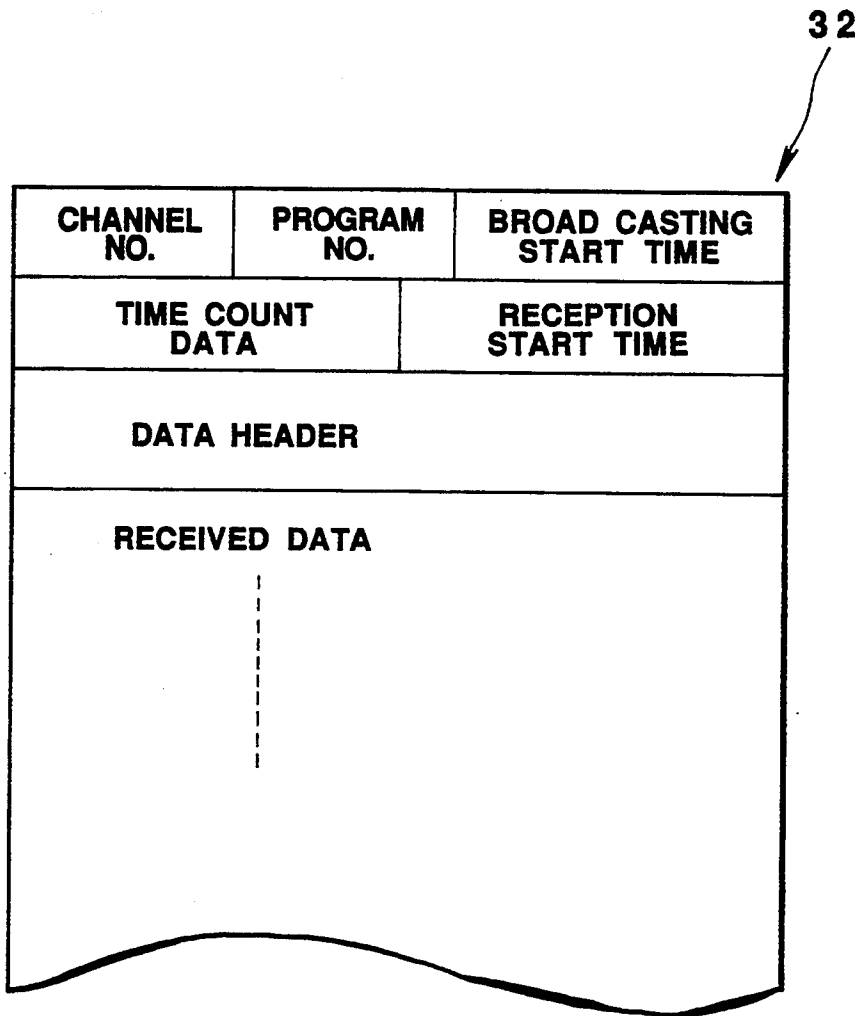 32
CHANNEL NO.
PROGRAM NO.
BROAD CASTING START TIME
TIME COUNT DATA
RECEPTION START TIME
DATA HEADER
RECEIVED DATA